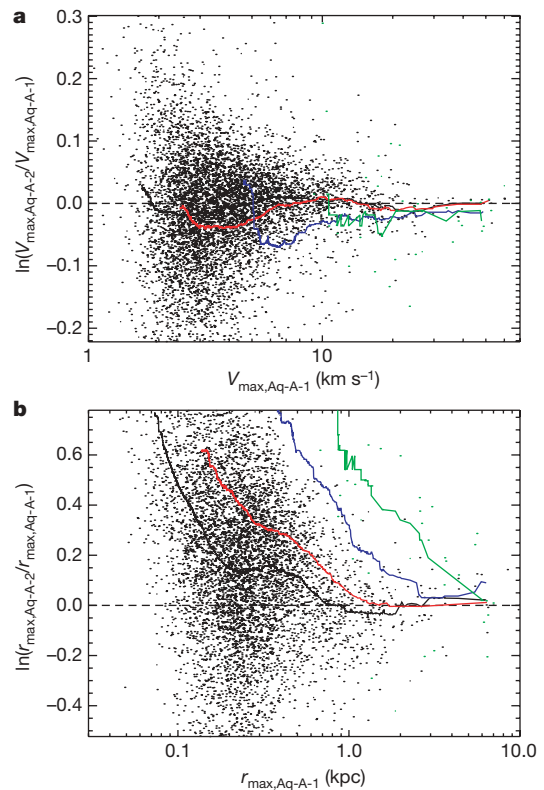 a
0.3
0.2
0.1
0.0
−0.1
−0.2
ln(Vmax,Aq-A-2/Vmax,Aq-A-1)
1
10
Vmax,Aq-A-1 (km s−1)
b
0.6
0.4
0.2
0.0
−0.2
−0.4
ln(rmax,Aq-A-2/rmax,Aq-A-1)
0.1
1.0
10.0
rmax,Aq-A-1 (kpc)